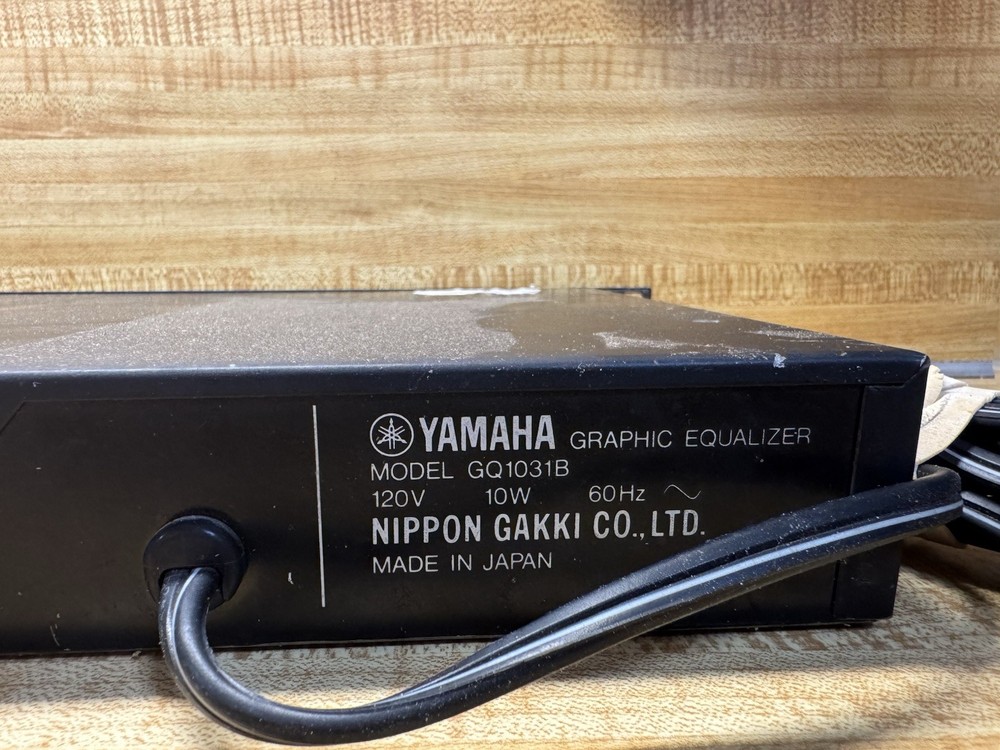 YAMAHA GRAPHIC EQUALIZER
MODEL GQ1031B
120V 10W 60Hz ~
NIPPON GAKKI CO., LTD.
MADE IN JAPAN